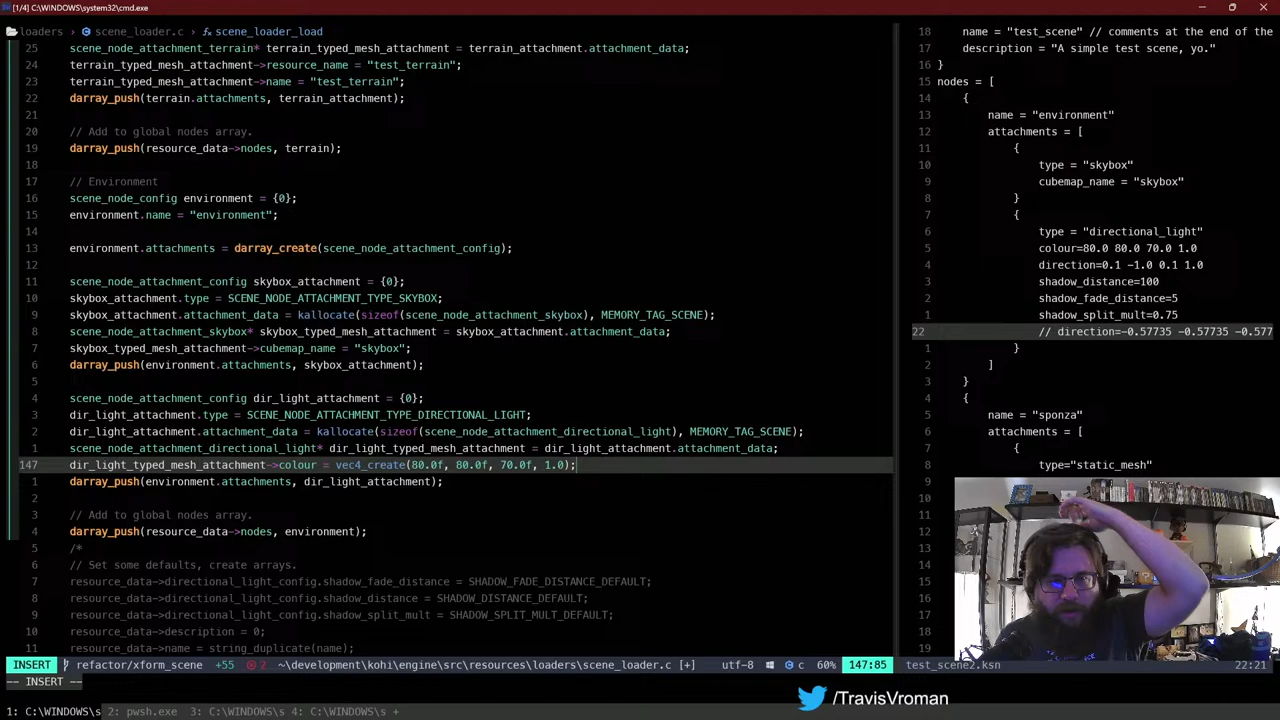 [1/4] C:\WINDOWS\system32\cmd.exe
loaders > scene_loader.c > scene_loader_load
25 scene_node_attachment_terrain* terrain_typed_mesh_attachment = terrain_attachment.attachment_data;
24 terrain_typed_mesh_attachment->resource_name = "test_terrain";
23 terrain_typed_mesh_attachment->name = "test_terrain";
22 darray_push(terrain.attachments, terrain_attachment);
21
20 // Add to global nodes array.
19 darray_push(resource_data->nodes, terrain);
18
17 // Environment
16 scene_node_config environment = {0};
15 environment.name = "environment";
14
13 environment.attachments = darray_create(scene_node_attachment_config);
12
11 scene_node_attachment_config skybox_attachment = {0};
10 skybox_attachment.type = SCENE_NODE_ATTACHMENT_TYPE_SKYBOX;
9 skybox_attachment.attachment_data = kallocate(sizeof(scene_node_attachment_skybox), MEMORY_TAG_SCENE);
8 scene_node_attachment_skybox* skybox_typed_mesh_attachment = skybox_attachment.attachment_data;
7 skybox_typed_mesh_attachment->cubemap_name = "skybox";
6 darray_push(environment.attachments, skybox_attachment);
5
4 scene_node_attachment_config dir_light_attachment = {0};
3 dir_light_attachment.type = SCENE_NODE_ATTACHMENT_TYPE_DIRECTIONAL_LIGHT;
2 dir_light_attachment.attachment_data = kallocate(sizeof(scene_node_attachment_directional_light), MEMORY_TAG_SCENE);
1 scene_node_attachment_directional_light* dir_light_typed_mesh_attachment = dir_light_attachment.attachment_data;
147 dir_light_typed_mesh_attachment->colour = vec4_create(80.0f, 80.0f, 70.0f, 1.0);
1 darray_push(environment.attachments, dir_light_attachment);
2
3 // Add to global nodes array.
4 darray_push(resource_data->nodes, environment);
5 /*
6 // Set some defaults, create arrays.
7 resource_data->directional_light_config.shadow_fade_distance = SHADOW_FADE_DISTANCE_DEFAULT;
8 resource_data->directional_light_config.shadow_distance = SHADOW_DISTANCE_DEFAULT;
9 resource_data->directional_light_config.shadow_split_mult = SHADOW_SPLIT_MULT_DEFAULT;
10 resource_data->description = 0;
11 resource_data->name = string_duplicate(name);
18 name = "test_scene" // comments at the end of the
17 description = "A simple test scene, yo."
16 }
15 nodes = [
14 {
13 name = "environment"
12 attachments = [
11 {
10 type = "skybox"
9 cubemap_name = "skybox"
8 }
7 {
6 type = "directional_light"
5 colour=80.0 80.0 70.0 1.0
4 direction=0.1 -1.0 0.1 1.0
3 shadow_distance=100
2 shadow_fade_distance=5
1 shadow_split_mult=0.75
22 // direction=-0.57735 -0.57735 -0.577
1 }
2 ]
3 }
4 {
5 name = "sponza"
6 attachments = [
7 {
8 type="static_mesh"
9
10
11
12
13
14
15
16
17
18
19
INSERT refactor/xform_scene +55 2 ~\development\kohi\engine\src\resources\loaders\scene_loader.c [+] utf-8 c 60% 147:85 test_scene2.ksn 22:21
-- INSERT --
/TravisVroman
1: C:\WINDOWS\s 2: pwsh.exe 3: C:\WINDOWS\s 4: C:\WINDOWS\s +